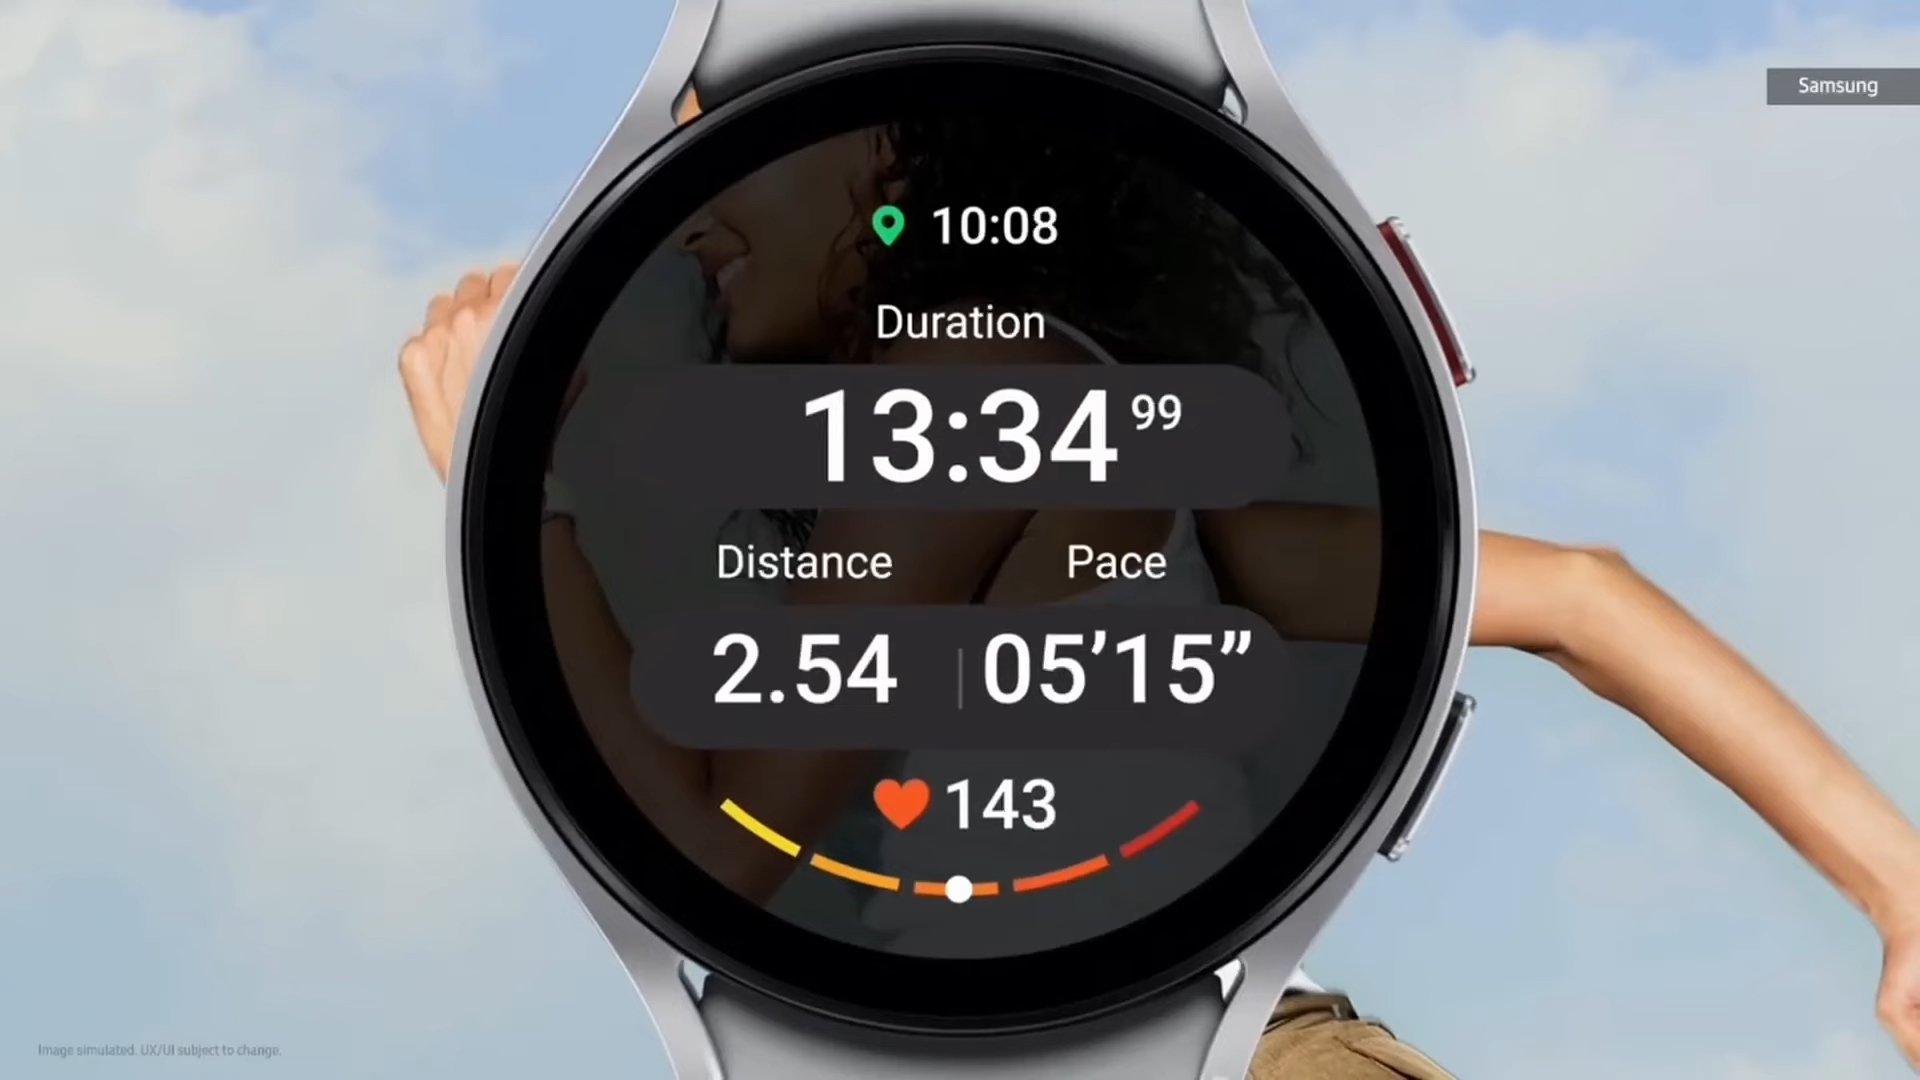 Samsung
10:08
Duration
13:34 99
Distance Pace
2.54 05’15”
143
Image simulated. UX/UI subject to change.